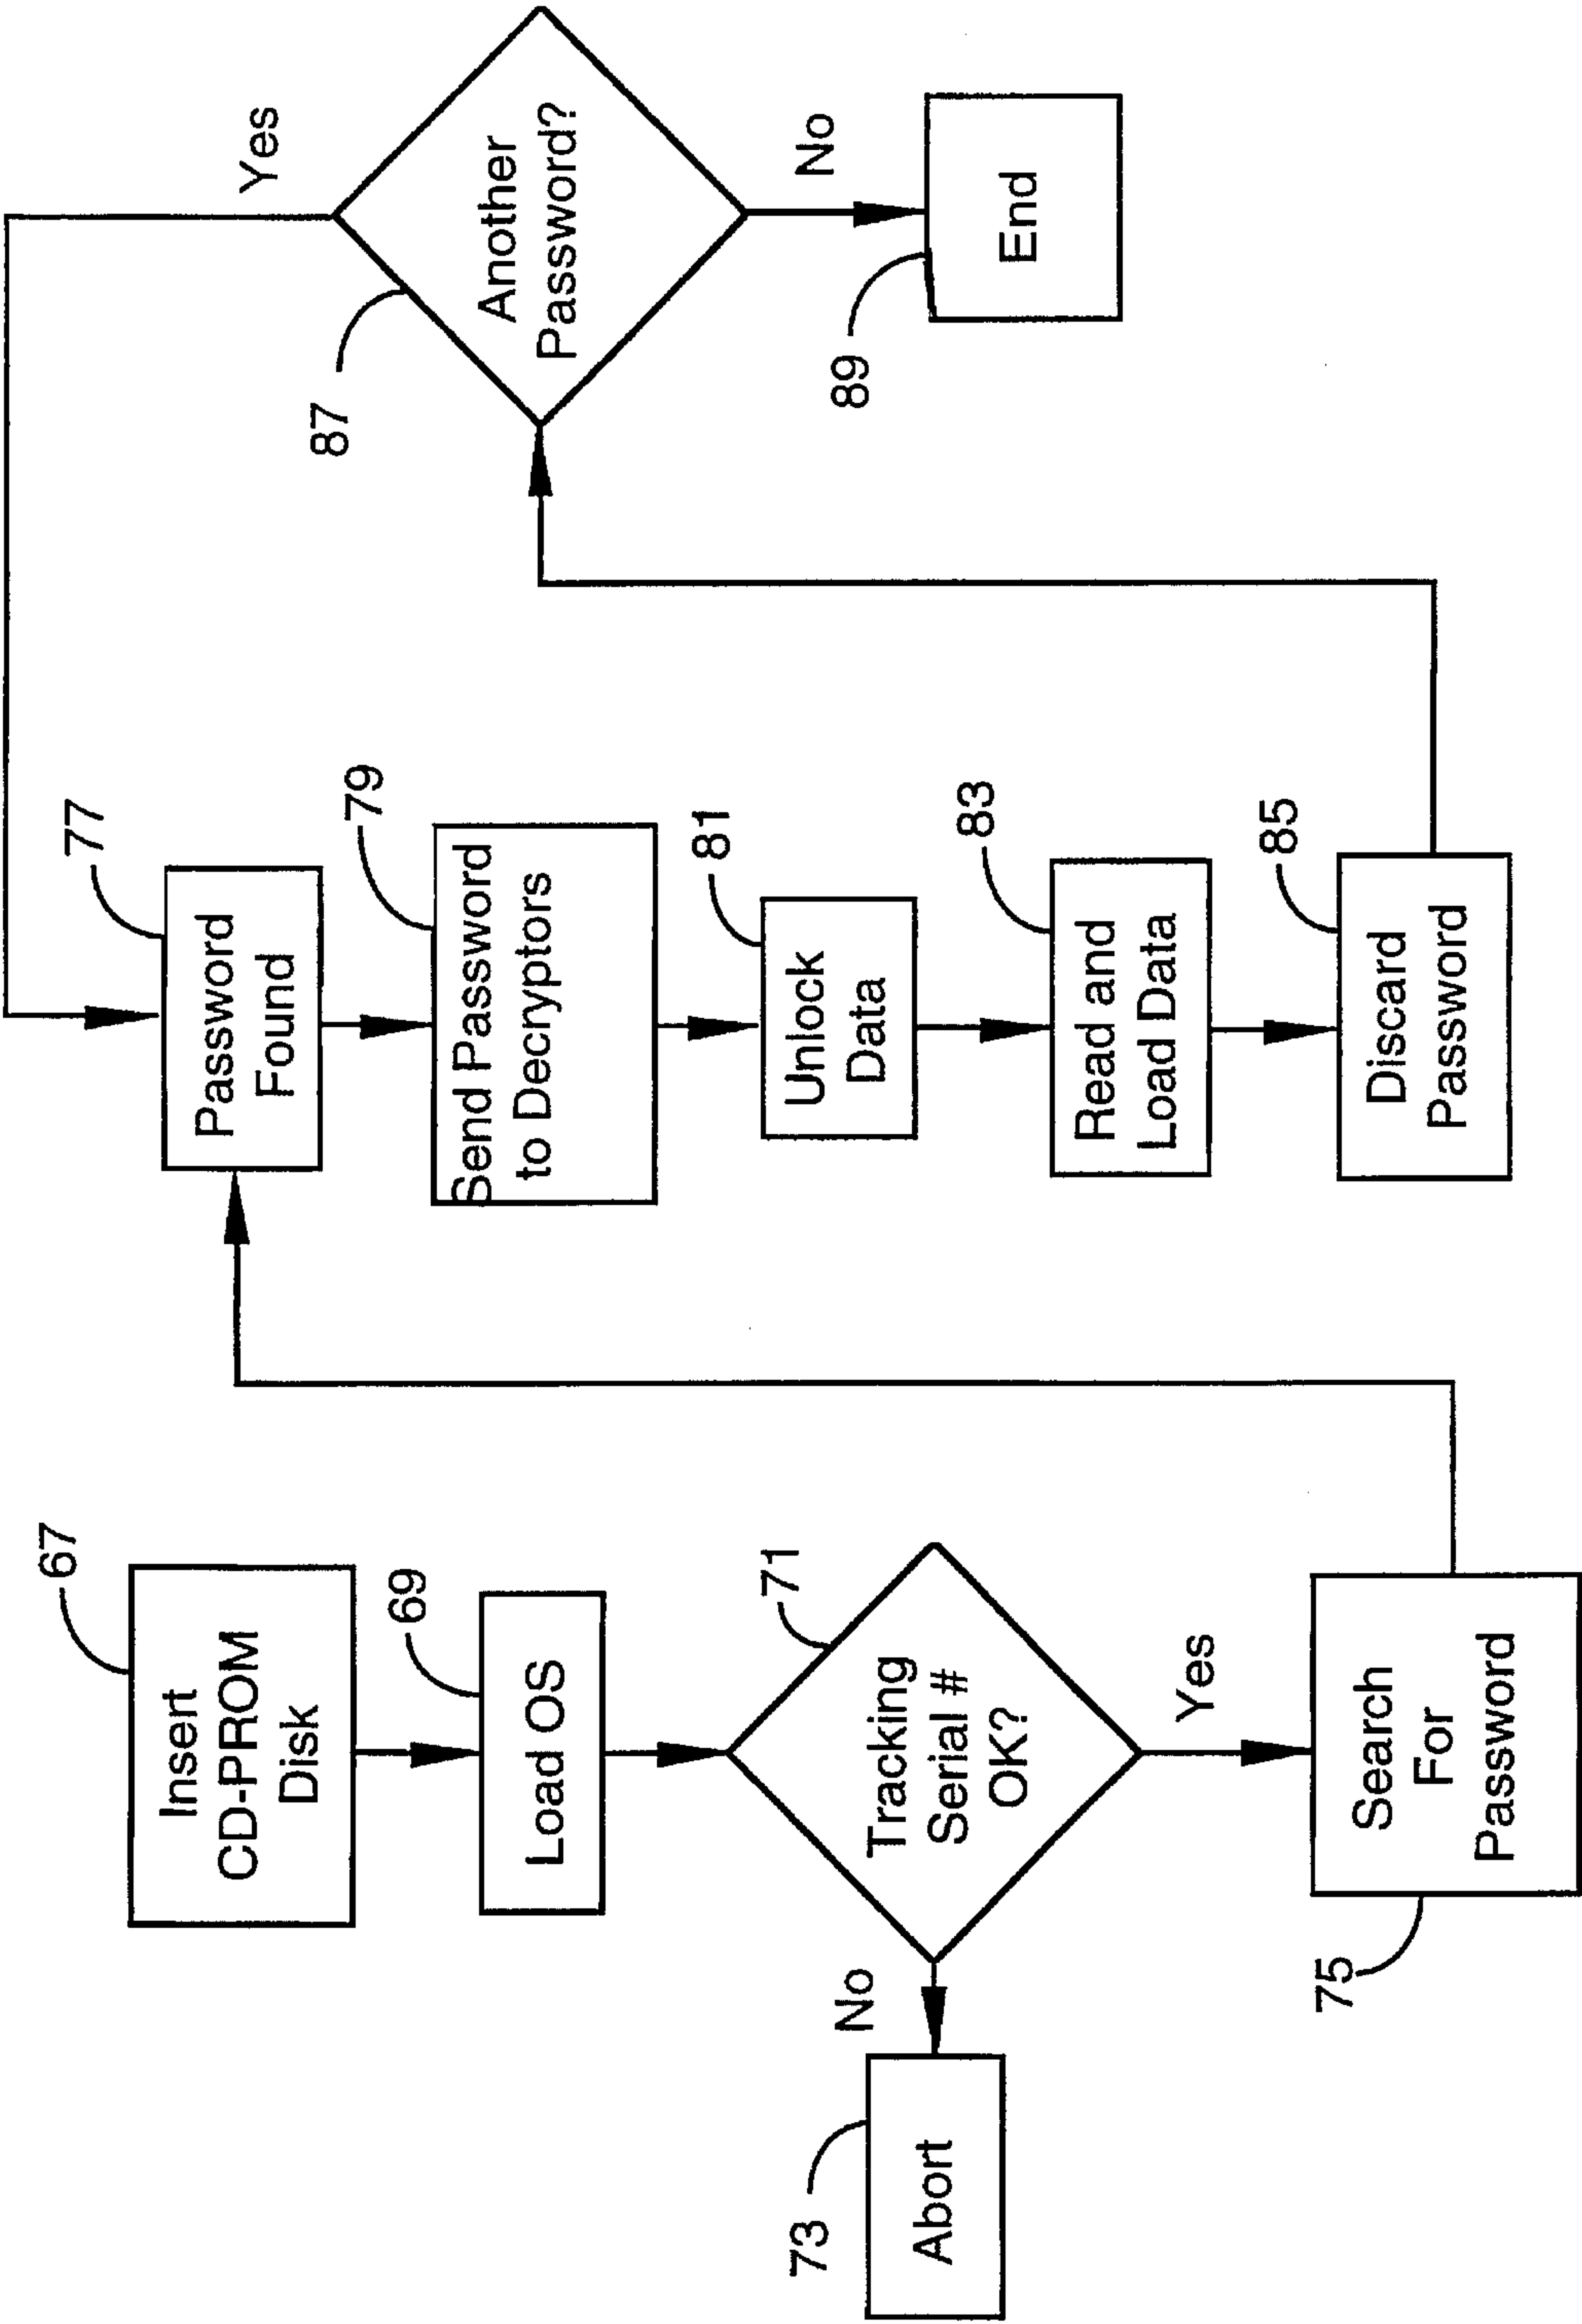 67
Insert
CD-PROM
Disk
69
Load OS
71
Tracking
Serial #
OK?
No
73
Abort
Yes
75
Search
For
Password
77
Password
Found
79
Send Password
to Decryptors
81
Unlock
Data
83
Read and
Load Data
85
Discard
Password
87
Another
Password?
Yes
No
89
End